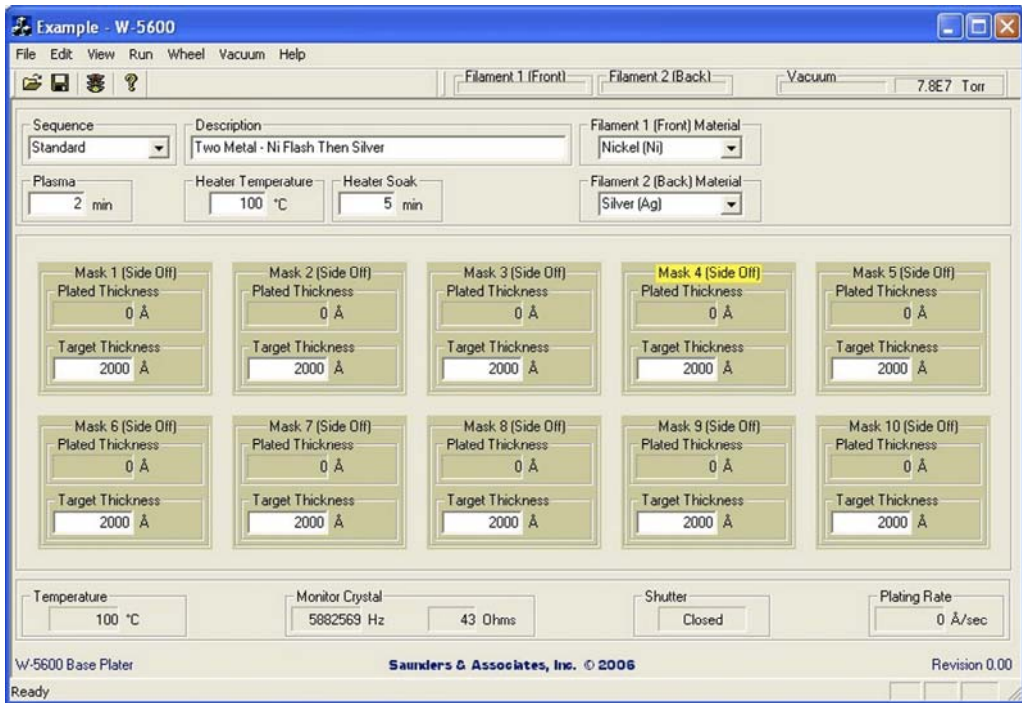 Example - W-5600
File Edit View Run Wheel Vacuum Help
Filament 1 (Front) Filament 2 (Back) Vacuum
7.8E7 Torr
Sequence Description Filament 1 (Front) Material
Standard Two Metal - Ni Flash Then Silver Nickel (Ni)
Plasma Heater Temperature Heater Soak Filament 2 (Back) Material
2 min 100 °C 5 min Silver (Ag)
Mask 1 (Side Off) Mask 2 (Side Off) Mask 3 (Side Off) Mask 4 (Side Off) Mask 5 (Side Off)
Plated Thickness Plated Thickness Plated Thickness Plated Thickness Plated Thickness
0 Å 0 Å 0 Å 0 Å 0 Å
Target Thickness Target Thickness Target Thickness Target Thickness Target Thickness
2000 Å 2000 Å 2000 Å 2000 Å 2000 Å
Mask 6 (Side Off) Mask 7 (Side Off) Mask 8 (Side Off) Mask 9 (Side Off) Mask 10 (Side Off)
Plated Thickness Plated Thickness Plated Thickness Plated Thickness Plated Thickness
0 Å 0 Å 0 Å 0 Å 0 Å
Target Thickness Target Thickness Target Thickness Target Thickness Target Thickness
2000 Å 2000 Å 2000 Å 2000 Å 2000 Å
Temperature Monitor Crystal Shutter Plating Rate
100 °C 5882569 Hz 43 Ohms Closed 0 Å/sec
W-5600 Base Plater Saunders & Associates, Inc. © 2006 Revision 0.00
Ready